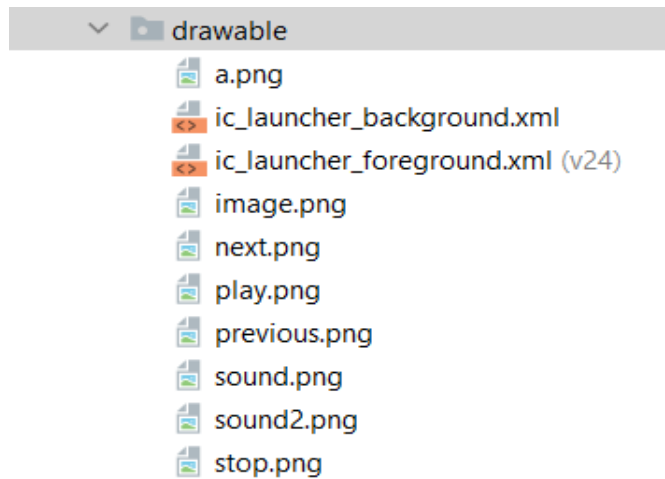 drawable
a.png
ic_launcher_background.xml
ic_launcher_foreground.xml (v24)
image.png
next.png
play.png
previous.png
sound.png
sound2.png
stop.png